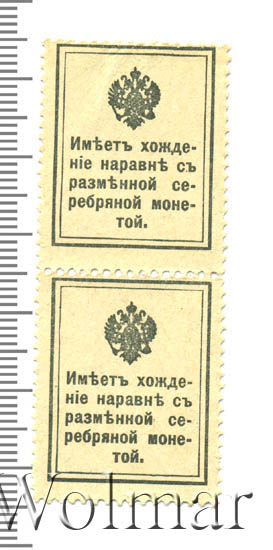 Имѣетъ хожде-
ніе наравнѣ съ
размѣнной се-
ребряной моне-
той.
Имѣетъ хожде-
ніе наравнѣ съ
размѣнной се-
ребряной моне-
той.
Wolmar